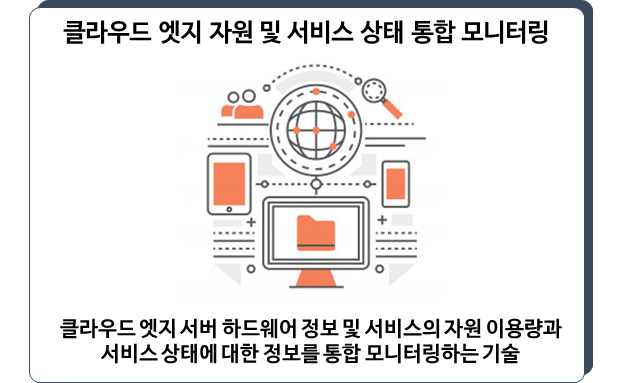 클라우드 엣지 자원 및 서비스 상태 통합 모니터링
클라우드 엣지 서버 하드웨어 정보 및 서비스의 자원 이용량과
서비스 상태에 대한 정보를 통합 모니터링하는 기술